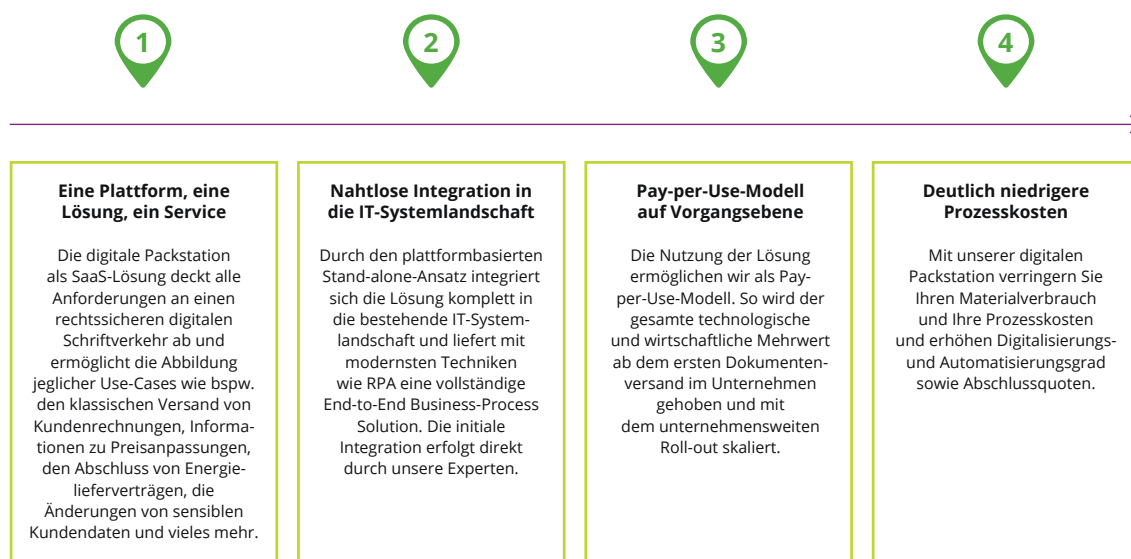 1
2
3
4
Eine Plattform, eine
Lösung, ein Service
Die digitale Packstation
als SaaS-Lösung deckt alle
Anforderungen an einen
rechtssicheren digitalen
Schriftverkehr ab und
ermöglicht die Abbildung
jeglicher Use-Cases wie bspw.
den klassischen Versand von
Kundenrechnungen, Informa-
tionen zu Preisanpassungen,
den Abschluss von Energie-
lieferverträgen, die
Änderungen von sensiblen
Kundendaten und vieles mehr.
Nahtlose Integration in
die IT-Systemlandschaft
Durch den plattformbasierten
Stand-alone-Ansatz integriert
sich die Lösung komplett in
die bestehende IT-System-
landschaft und liefert mit
modernsten Techniken
wie RPA eine vollständige
End-to-End Business-Process
Solution. Die initiale
Integration erfolgt direkt
durch unsere Experten.
Pay-per-Use-Modell
auf Vorgangsebene
Die Nutzung der Lösung
ermöglichen wir als Pay-
per-Use-Modell. So wird der
gesamte technologische
und wirtschaftliche Mehrwert
ab dem ersten Dokumenten-
versand im Unternehmen
gehoben und mit
dem unternehmensweiten
Roll-out skaliert.
Deutlich niedrigere
Prozesskosten
Mit unserer digitalen
Packstation verringern Sie
Ihren Materialverbrauch
und Ihre Prozesskosten
und erhöhen Digitalisierungs-
und Automatisierungsgrad
sowie Abschlussquoten.